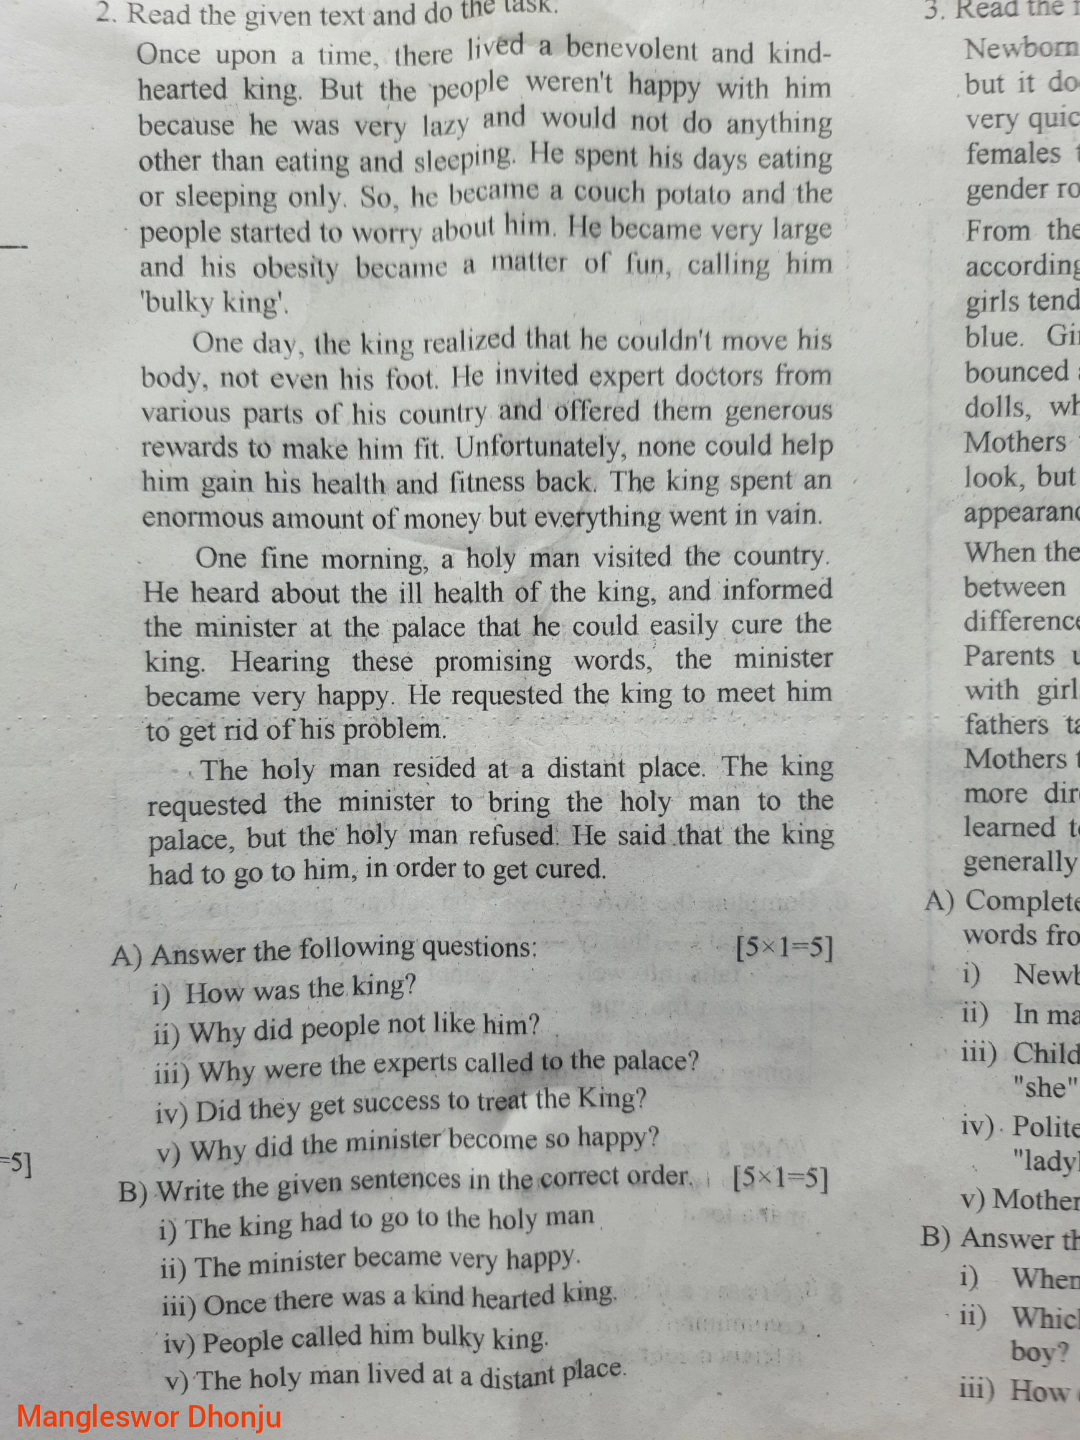 2. Read the given text and do the task.
Once upon a time, there lived a benevolent and kind-
hearted king. But the people weren't happy with him
because he was very lazy and would not do anything
other than eating and sleeping. He spent his days eating
or sleeping only. So, he became a couch potato and the
people started to worry about him. He became very large
and his obesity became a matter of fun, calling him
'bulky king'.
One day, the king realized that he couldn't move his
body, not even his foot. He invited expert doctors from
various parts of his country and offered them generous
rewards to make him fit. Unfortunately, none could help
him gain his health and fitness back. The king spent an
enormous amount of money but everything went in vain.
One fine morning, a holy man visited the country.
He heard about the ill health of the king, and informed
the minister at the palace that he could easily cure the
king. Hearing these promising words, the minister
became very happy. He requested the king to meet him
to get rid of his problem.
The holy man resided at a distant place. The king
requested the minister to bring the holy man to the
palace, but the holy man refused. He said that the king
had to go to him, in order to get cured.
A) Answer the following questions: [5×1=5]
i) How was the king?
ii) Why did people not like him?
iii) Why were the experts called to the palace?
iv) Did they get success to treat the King?
v) Why did the minister become so happy?
B) Write the given sentences in the correct order. [5×1=5]
i) The king had to go to the holy man
ii) The minister became very happy.
iii) Once there was a kind hearted king.
iv) People called him bulky king.
v) The holy man lived at a distant place.
=5]
3. Read the
Newborn
but it do
very quic
females
gender ro
From the
according
girls tend
blue. Gir
bounced
dolls, wh
Mothers
look, but
appearanc
When the
between
difference
Parents
with girl
fathers ta
Mothers
more dir
learned t
generally
A) Complete
words fro
i) Newb
ii) In ma
iii) Child
"she"
iv) Polite
"lady
v) Mother
B) Answer th
i) When
ii) Which
boy?
iii) How
Mangleswor Dhonju